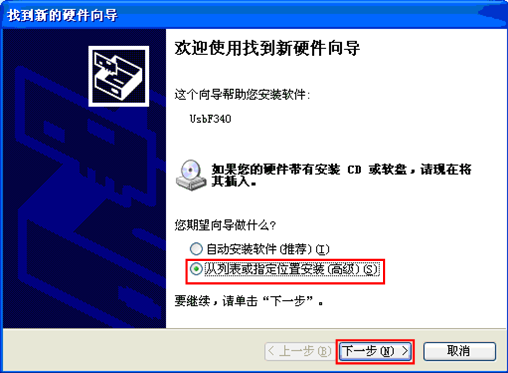 找到新的硬件向导
欢迎使用找到新硬件向导
这个向导帮助您安装软件:
UsbF340
如果您的硬件带有安装 CD 或软盘，请现在将
其插入。
您期望向导做什么?
自动安装软件(推荐)(I)
从列表或指定位置安装(高级)(S)
要继续，请单击“下一步”。
< 上一步(B)
下一步(N) >
取消